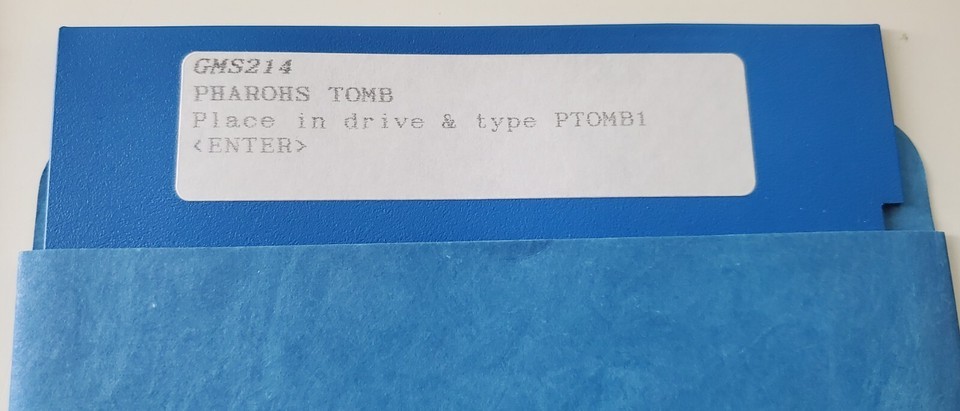 GMS214
PHAROHS TOMB
Place in drive & type PTOMB1
<ENTER>